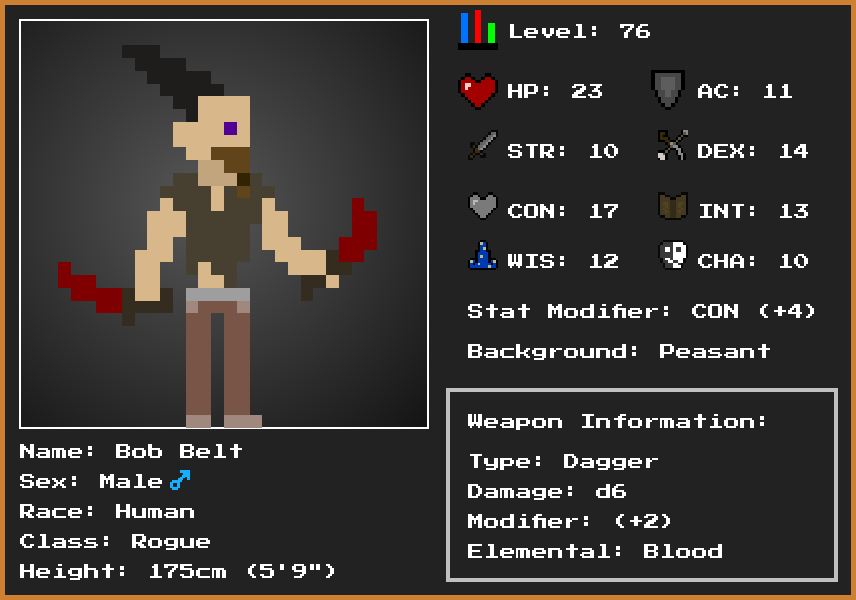 Level: 76
HP: 23 AC: 11
STR: 10 DEX: 14
CON: 17 INT: 13
WIS: 12 CHA: 10
Stat Modifier: CON (+4)
Background: Peasant
Weapon Information:
Type: Dagger
Damage: d6
Modifier: (+2)
Elemental: Blood
Name: Bob Belt
Sex: Male ♂
Race: Human
Class: Rogue
Height: 175cm (5'9")